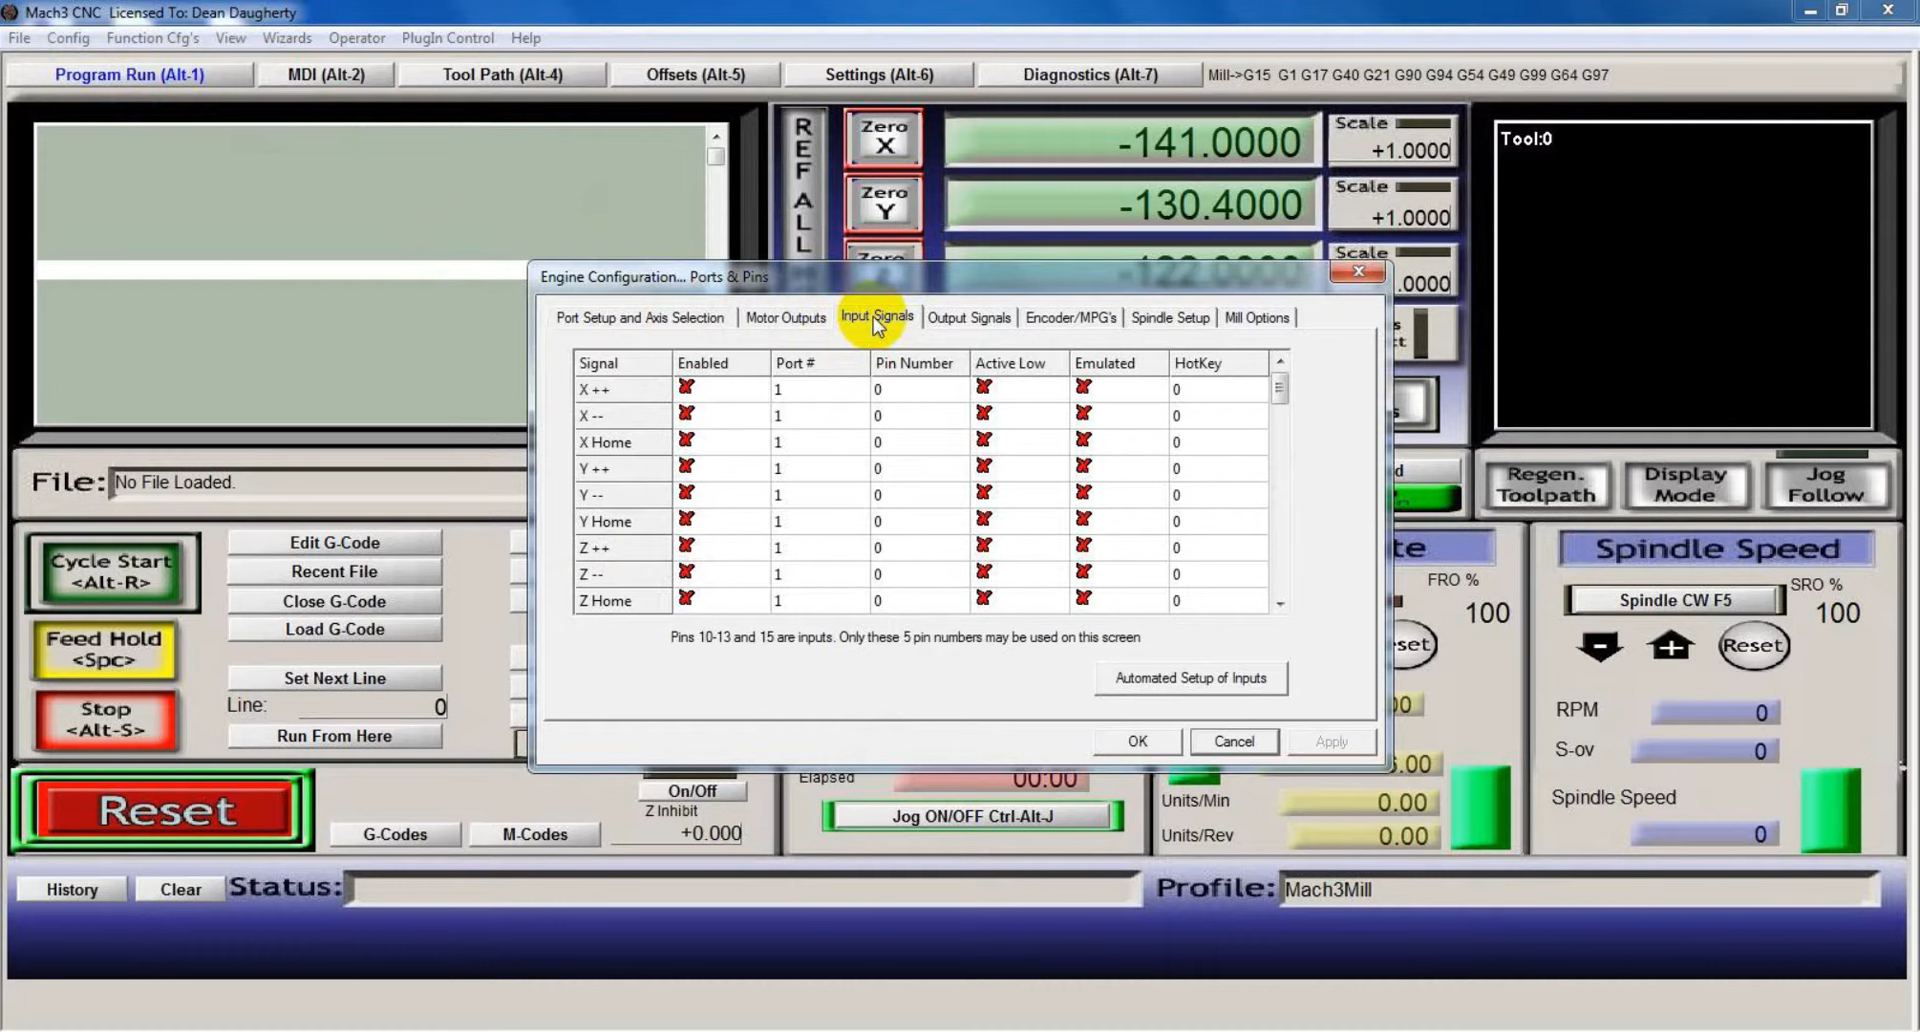 Mach3 CNC Licensed To: Dean Daugherty
File Config Function Cfg's View Wizards Operator PlugIn Control Help
Program Run (Alt-1) MDI (Alt-2) Tool Path (Alt-4) Offsets (Alt-5) Settings (Alt-6) Diagnostics (Alt-7) Mill->G15 G1 G17 G40 G21 G90 G94 G54 G49 G99 G64 G97
REF ALL
Zero X -141.0000 Scale +1.0000
Zero Y -130.4000 Scale +1.0000
Zero -122.0000 Scale .0000
Tool:0
Engine Configuration... Ports & Pins
Port Setup and Axis Selection Motor Outputs Input Signals Output Signals Encoder/MPG's Spindle Setup Mill Options
Signal Enabled Port # Pin Number Active Low Emulated HotKey
X ++ 1 0 0
X -- 1 0 0
X Home 1 0 0
Y ++ 1 0 0
Y -- 1 0 0
Y Home 1 0 0
Z ++ 1 0 0
Z -- 1 0 0
Z Home 1 0 0
Pins 10-13 and 15 are inputs. Only these 5 pin numbers may be used on this screen
Automated Setup of Inputs
OK Cancel Apply
File: No File Loaded.
Regen. Toolpath
Display Mode
Jog Follow
Cycle Start <Alt-R>
Feed Hold <Spc>
Stop <Alt-S>
Edit G-Code
Recent File
Close G-Code
Load G-Code
Set Next Line
Line: 0
Run From Here
Reset
G-Codes M-Codes
On/Off
Z Inhibit
+0.000
Elapsed 00:00
Jog ON/OFF Ctrl-Alt-J
FRO %
100
Units/Min 0.00
Units/Rev 0.00
Spindle Speed
Spindle CW F5
SRO %
100
Reset
RPM 0
S-ov 0
Spindle Speed
0
History Clear Status: Profile: Mach3Mill